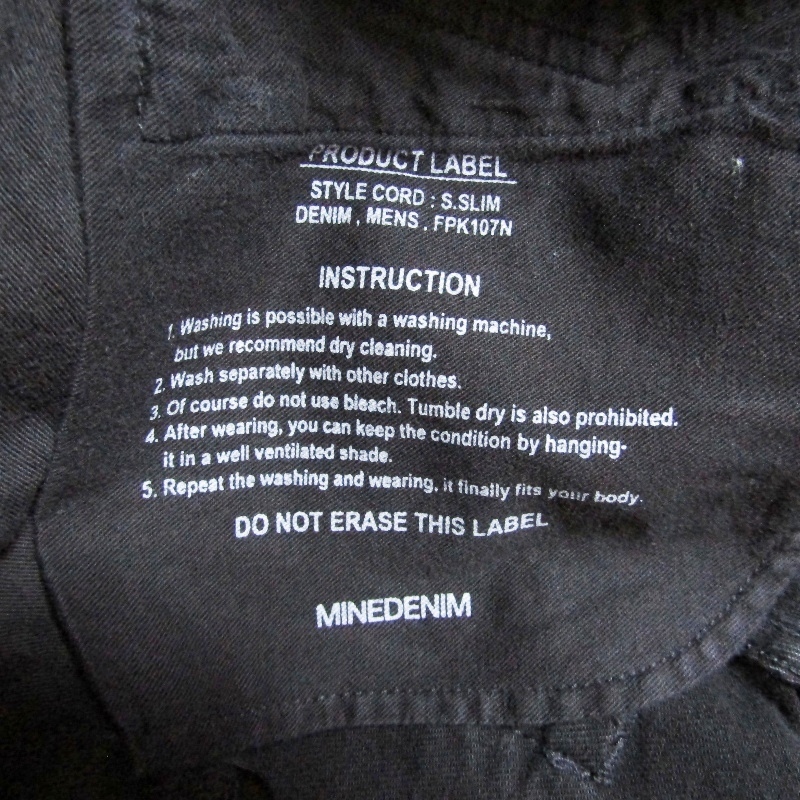 PRODUCT LABEL
STYLE CORD : S.SLIM
DENIM , MENS , FPK107N
INSTRUCTION
1. Washing is possible with a washing machine,
but we recommend dry cleaning.
2. Wash separately with other clothes.
3. Of course do not use bleach. Tumble dry is also prohibited.
4. After wearing, you can keep the condition by hanging-
it in a well ventilated shade.
5. Repeat the washing and wearing, it finally fits your body.
DO NOT ERASE THIS LABEL
MINEDENIM